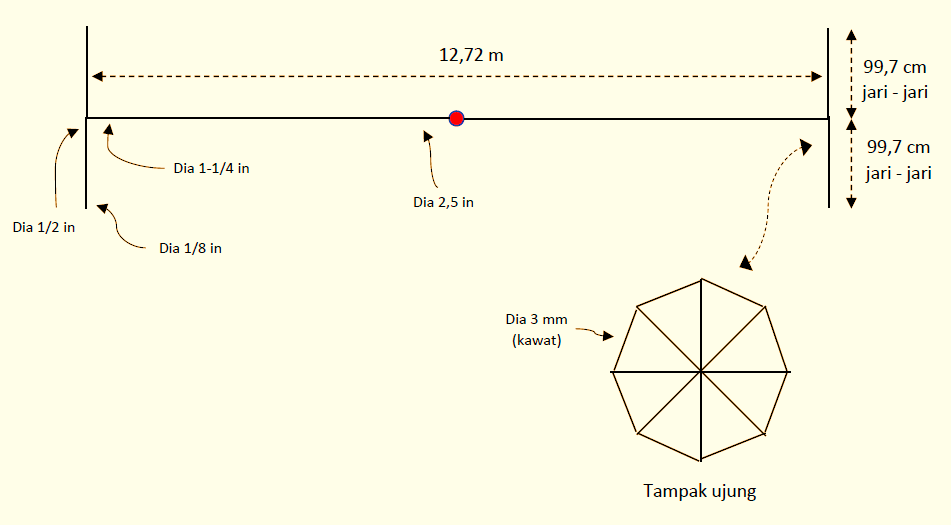 12,72 m
99,7 cm
jari - jari
99,7 cm
jari - jari
Dia 1-1/4 in
Dia 2,5 in
Dia 1/2 in
Dia 1/8 in
Dia 3 mm
(kawat)
Tampak ujung